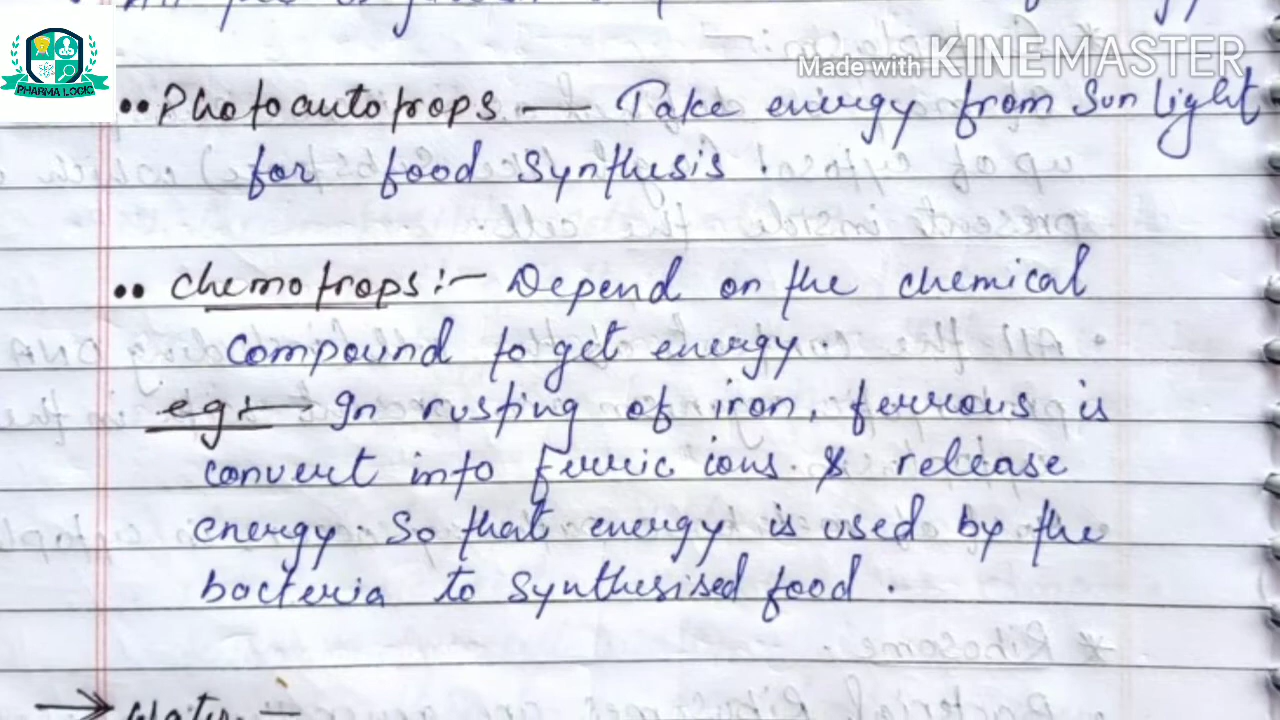 Made with KINEMASTER
PHARMA LOGIC
•• Photoautotrops — Take energy from Sun light
for food Synthesis.
•• Chemotrops :- Depend on the chemical
compound to get energy.
eg :- In rusting of iron, ferrous is
convert into ferric ions & release
energy. So that energy is used by the
bacteria to Synthesised food.
→ Water :-